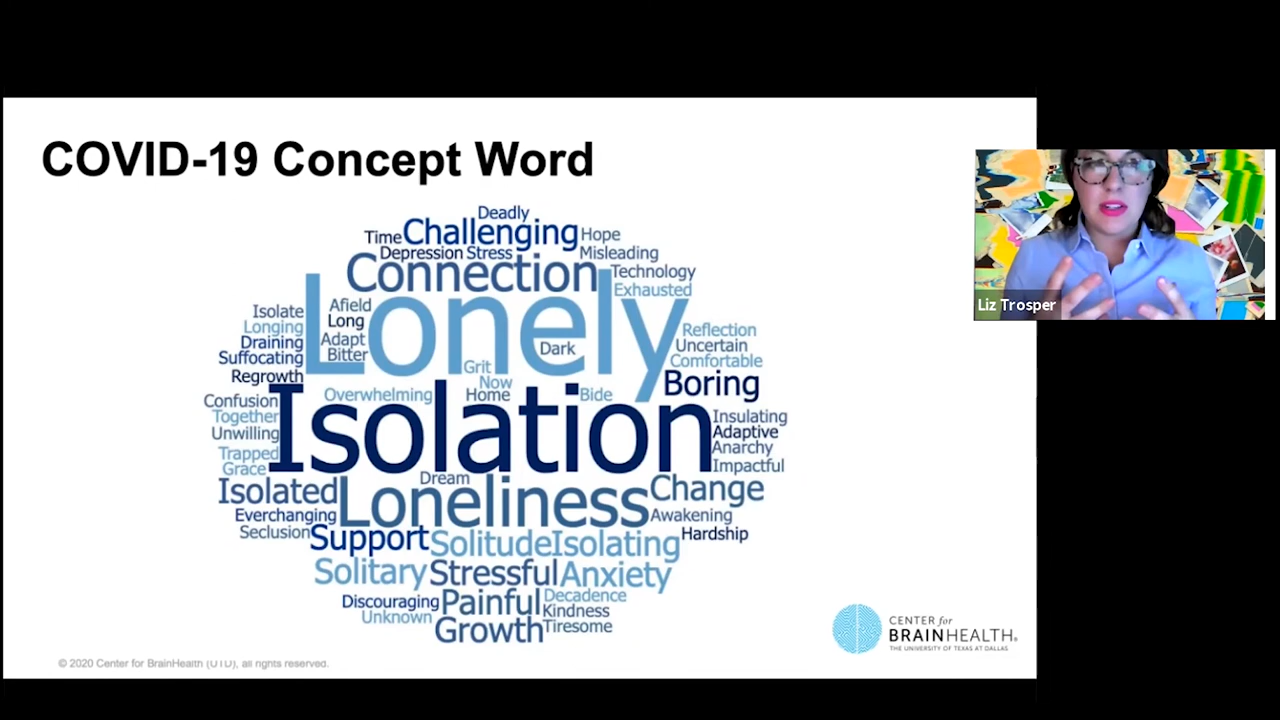 COVID-19 Concept Word
Deadly
Time Challenging Hope
Depression Stress Misleading
Connection Technology
Exhausted
Lonely
Isolate Afield
Longing Long Reflection
Draining Adapt Dark Uncertain
Suffocating Bitter Comfortable
Regrowth Grit Boring
Now
Confusion Overwhelming Home Bide
Together Isolation Insulating
Unwilling Adaptive
Trapped Anarchy
Grace Impactful
Isolated Dream Change
Loneliness
Everchanging Awakening
Seclusion Support Hardship
Solitude Isolating
Solitary Stressful Anxiety
Discouraging Painful Decadence
Unknown Kindness
Growth Tiresome
Liz Trosper
CENTER for
BRAINHEALTH®
THE UNIVERSITY OF TEXAS AT DALLAS
© 2020 Center for BrainHealth (UTD), all rights reserved.